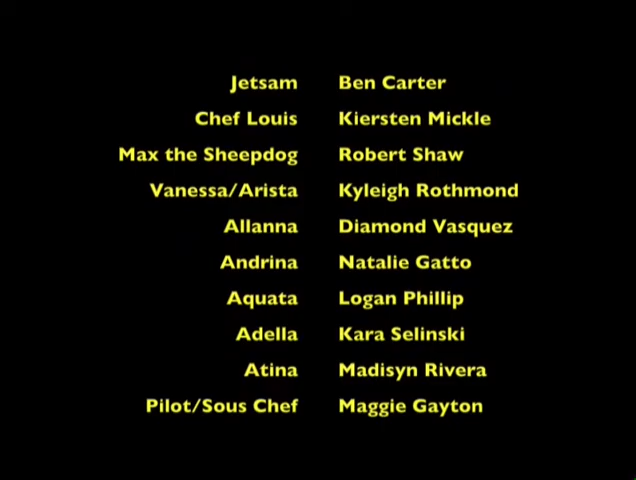 Jetsam Ben Carter
Chef Louis Kiersten Mickle
Max the Sheepdog Robert Shaw
Vanessa/Arista Kyleigh Rothmond
Allanna Diamond Vasquez
Andrina Natalie Gatto
Aquata Logan Phillip
Adella Kara Selinski
Atina Madisyn Rivera
Pilot/Sous Chef Maggie Gayton